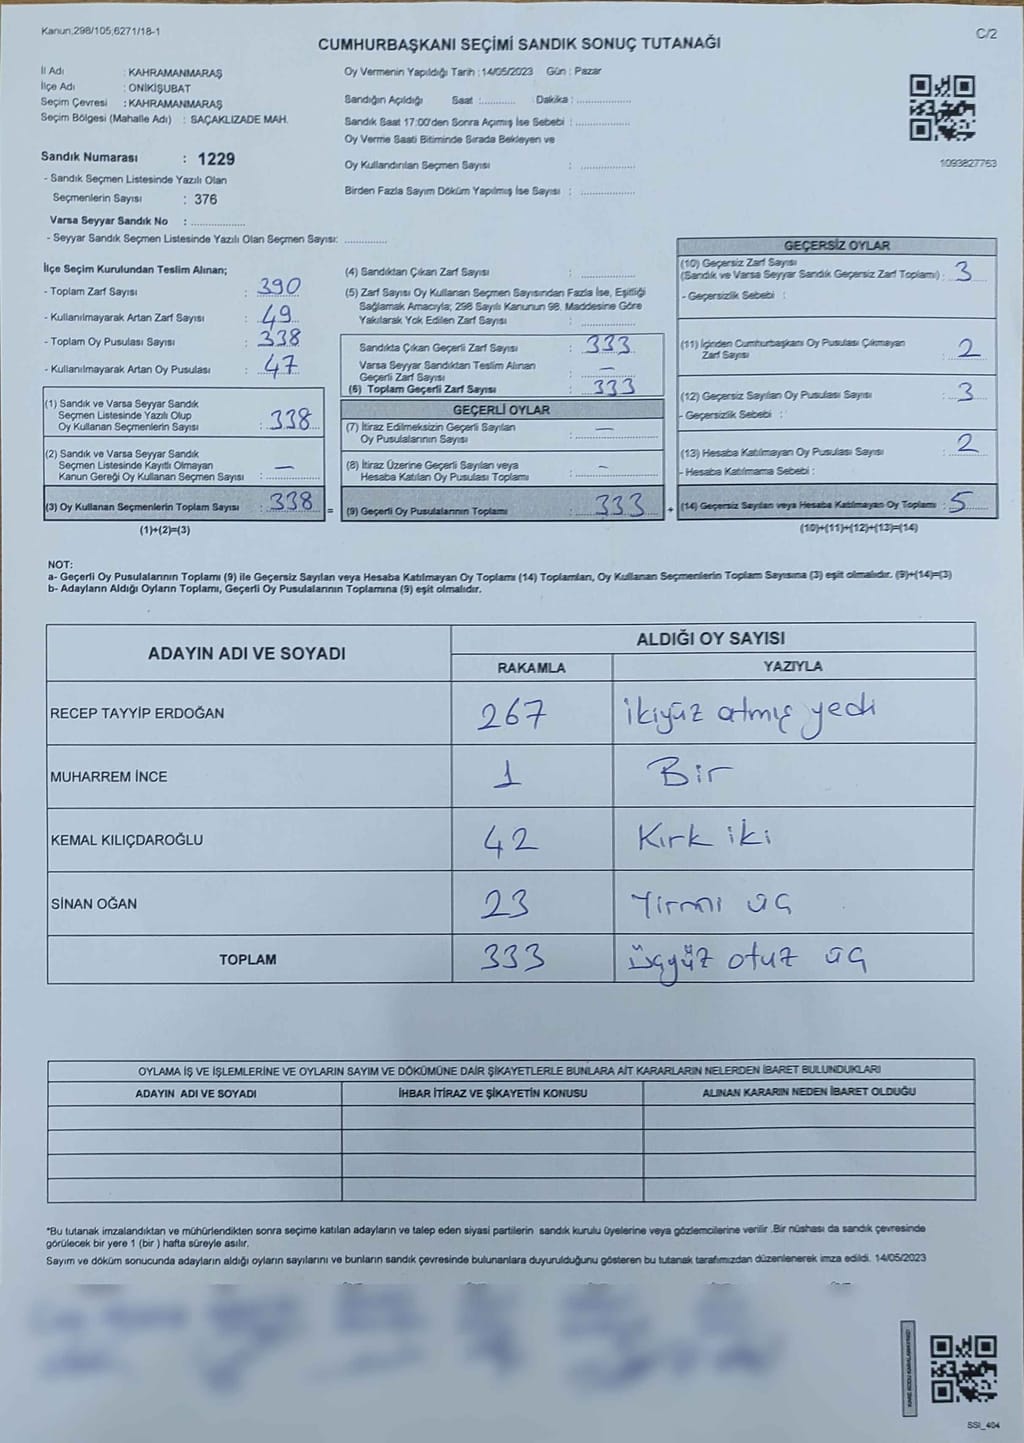 Kanun;298/105,6271/18-1
C/2
CUMHURBAŞKANI SEÇİMİ SANDIK SONUÇ TUTANAĞI
İl Adı : KAHRAMANMARAŞ
İlçe Adı : ONİKİŞUBAT
Seçim Çevresi : KAHRAMANMARAŞ
Seçim Bölgesi (Mahalle Adı) : SAÇAKLIZADE MAH.
Sandık Numarası : 1229
- Sandık Seçmen Listesinde Yazılı Olan
Seçmenlerin Sayısı : 376
Varsa Seyyar Sandık No : ...............
- Seyyar Sandık Seçmen Listesinde Yazılı Olan Seçmen Sayısı: ............
Oy Vermenin Yapıldığı Tarih : 14/05/2023 Gün : Pazar
Sandığın Açıldığı Saat :........... Dakika : ...............
Sandık Saat 17:00'den Sonra Açımış İse Sebebi : ...............
Oy Verme Saati Bitiminde Sırada Bekleyen ve
Oy Kullandırılan Seçmen Sayısı : ...............
Birden Fazla Sayım Döküm Yapılmış İse Sayısı : ...............
1093827763
İlçe Seçim Kurulundan Teslim Alınan;
- Toplam Zarf Sayısı : 390
- Kullanılmayarak Artan Zarf Sayısı : 49
- Toplam Oy Pusulası Sayısı : 338
- Kullanılmayarak Artan Oy Pusulası : 47
(1) Sandık ve Varsa Seyyar Sandık
Seçmen Listesinde Yazılı Olup
Oy Kullanan Seçmenlerin Sayısı : 338
(2) Sandık ve Varsa Seyyar Sandık
Seçmen Listesinde Kayıtlı Olmayan
Kanun Gereği Oy Kullanan Seçmen Sayısı : —
(3) Oy Kullanan Seçmenlerin Toplam Sayısı : 338 =
(1)+(2)=(3)
(4) Sandıktan Çıkan Zarf Sayısı : ...............
(5) Zarf Sayısı Oy Kullanan Seçmen Sayısından Fazla İse, Eşitliği
Sağlamak Amacıyla; 298 Sayılı Kanunun 98. Maddesine Göre
Yakılarak Yok Edilen Zarf Sayısı : ...............
Sandıkta Çıkan Geçerli Zarf Sayısı : 333
Varsa Seyyar Sandıktan Teslim Alınan
Geçerli Zarf Sayısı : —
(6) Toplam Geçerli Zarf Sayısı : 333
GEÇERLİ OYLAR
(7) İtiraz Edilmeksizin Geçerli Sayılan
Oy Pusulalarının Sayısı : —
(8) İtiraz Üzerine Geçerli Sayılan veya
Hesaba Katılan Oy Pusulası Toplamı : —
(9) Geçerli Oy Pusulalarının Toplamı : 333 +
GEÇERSİZ OYLAR
(10) Geçersiz Zarf Sayısı
(Sandık ve Varsa Seyyar Sandık Geçersiz Zarf Toplamı) : 3
- Geçersizlik Sebebi :
(11) İçinden Cumhurbaşkanı Oy Pusulası Çıkmayan
Zarf Sayısı : 2
(12) Geçersiz Sayılan Oy Pusulası Sayısı : 3
- Geçersizlik Sebebi :
(13) Hesaba Katılmayan Oy Pusulası Sayısı : 2
- Hesaba Katılmama Sebebi :
(14) Geçersiz Sayılan veya Hesaba Katılmayan Oy Toplamı : 5
(10)+(11)+(12)+(13)=(14)
NOT:
a- Geçerli Oy Pusulalarının Toplamı (9) ile Geçersiz Sayılan veya Hesaba Katılmayan Oy Toplamı (14) Toplamları, Oy Kullanan Seçmenlerin Toplam Sayısına (3) eşit olmalıdır. (9)+(14)=(3)
b- Adayların Aldığı Oyların Toplamı, Geçerli Oy Pusulalarının Toplamına (9) eşit olmalıdır.
ADAYIN ADI VE SOYADI
ALDIĞI OY SAYISI
RAKAMLA YAZIYLA
RECEP TAYYİP ERDOĞAN 267 ikiyüz atmış yedi
MUHARREM İNCE 1 Bir
KEMAL KILIÇDAROĞLU 42 Kırk iki
SİNAN OĞAN 23 Yirmi üç
TOPLAM 333 üçyüz otuz üç
OYLAMA İŞ VE İŞLEMLERİNE VE OYLARIN SAYIM VE DÖKÜMÜNE DAİR ŞİKAYETLERLE BUNLARA AİT KARARLARIN NELERDEN İBARET BULUNDUKLARI
ADAYIN ADI VE SOYADI İHBAR İTİRAZ VE ŞİKAYETİN KONUSU ALINAN KARARIN NEDEN İBARET OLDUĞU
*Bu tutanak imzalandıktan ve mühürlendikten sonra seçime katılan adayların ve talep eden siyasi partilerin sandık kurulu üyelerine veya gözlemcilerine verilir .Bir nüshası da sandık çevresinde
görülecek bir yere 1 (bir ) hafta süreyle asılır.
Sayım ve döküm sonucunda adayların aldığı oyların sayılarını ve bunların sandık çevresinde bulunanlara duyurulduğunu gösteren bu tutanak tarafımızdan düzenlenerek imza edildi. 14/05/2023
SSI_404